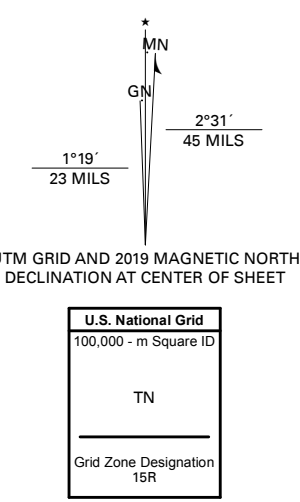 ★
MN
GN
2°31´
45 MILS
1°19´
23 MILS
UTM GRID AND 2019 MAGNETIC NORTH
DECLINATION AT CENTER OF SHEET
U.S. National Grid
100,000 - m Square ID
TN
Grid Zone Designation
15R